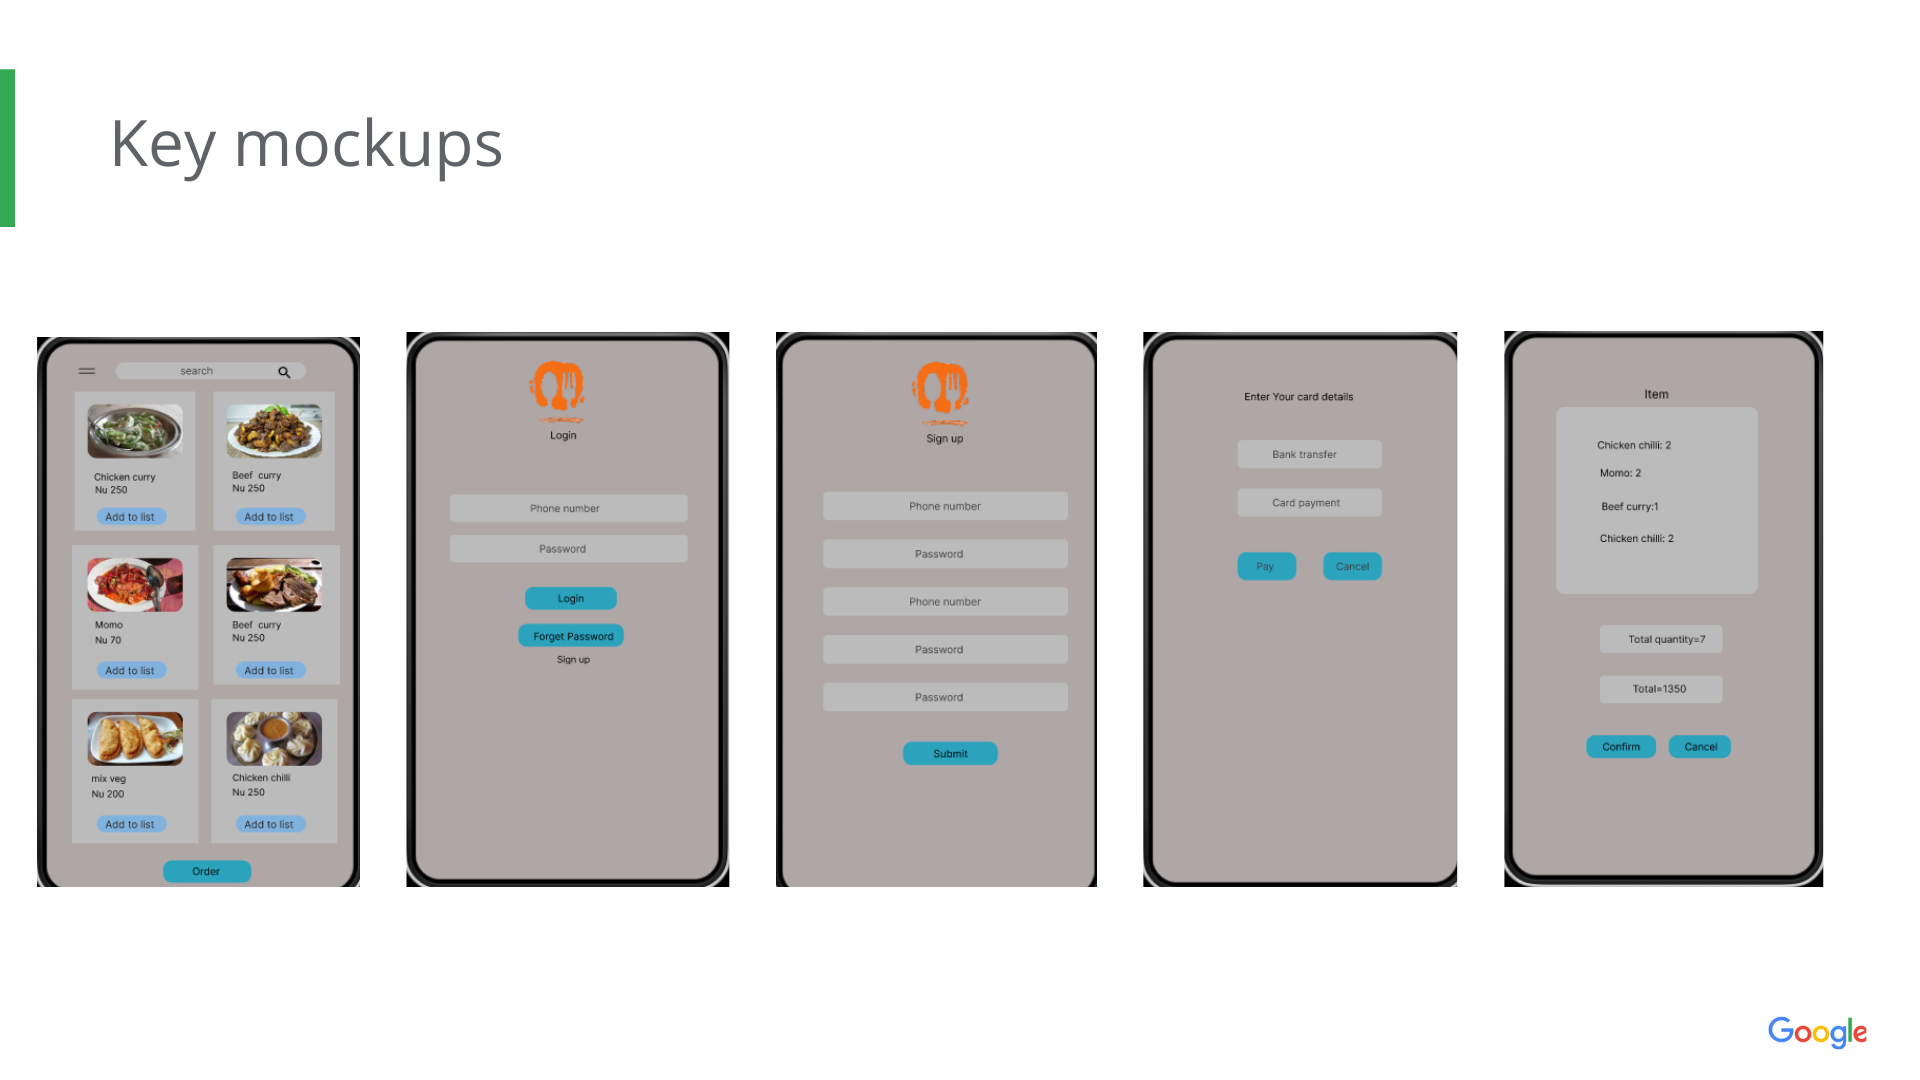 Key mockups
search
Chicken curry
Nu 250
Add to list
Beef curry
Nu 250
Add to list
Momo
Nu 70
Add to list
Beef curry
Nu 250
Add to list
mix veg
Nu 200
Add to list
Chicken chilli
Nu 250
Add to list
Order
Login
Phone number
Password
Login
Forget Password
Sign up
Sign up
Phone number
Password
Phone number
Password
Password
Submit
Enter Your card details
Bank transfer
Card payment
Pay
Cancel
Item
Chicken chilli: 2
Momo: 2
Beef curry:1
Chicken chilli: 2
Total quantity=7
Total=1350
Confirm
Cancel
Google